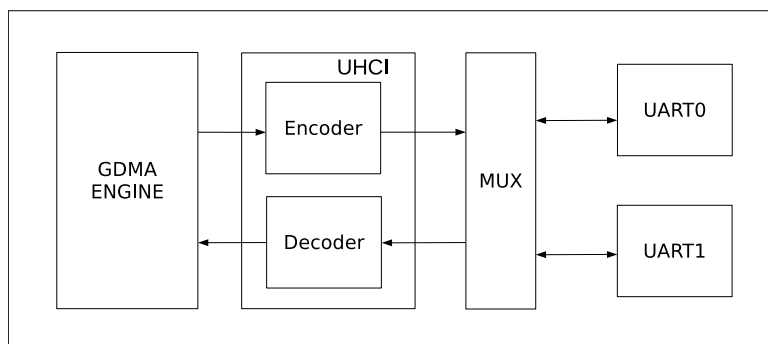 GDMA
ENGINE
UHCI
Encoder
Decoder
MUX
UART0
UART1